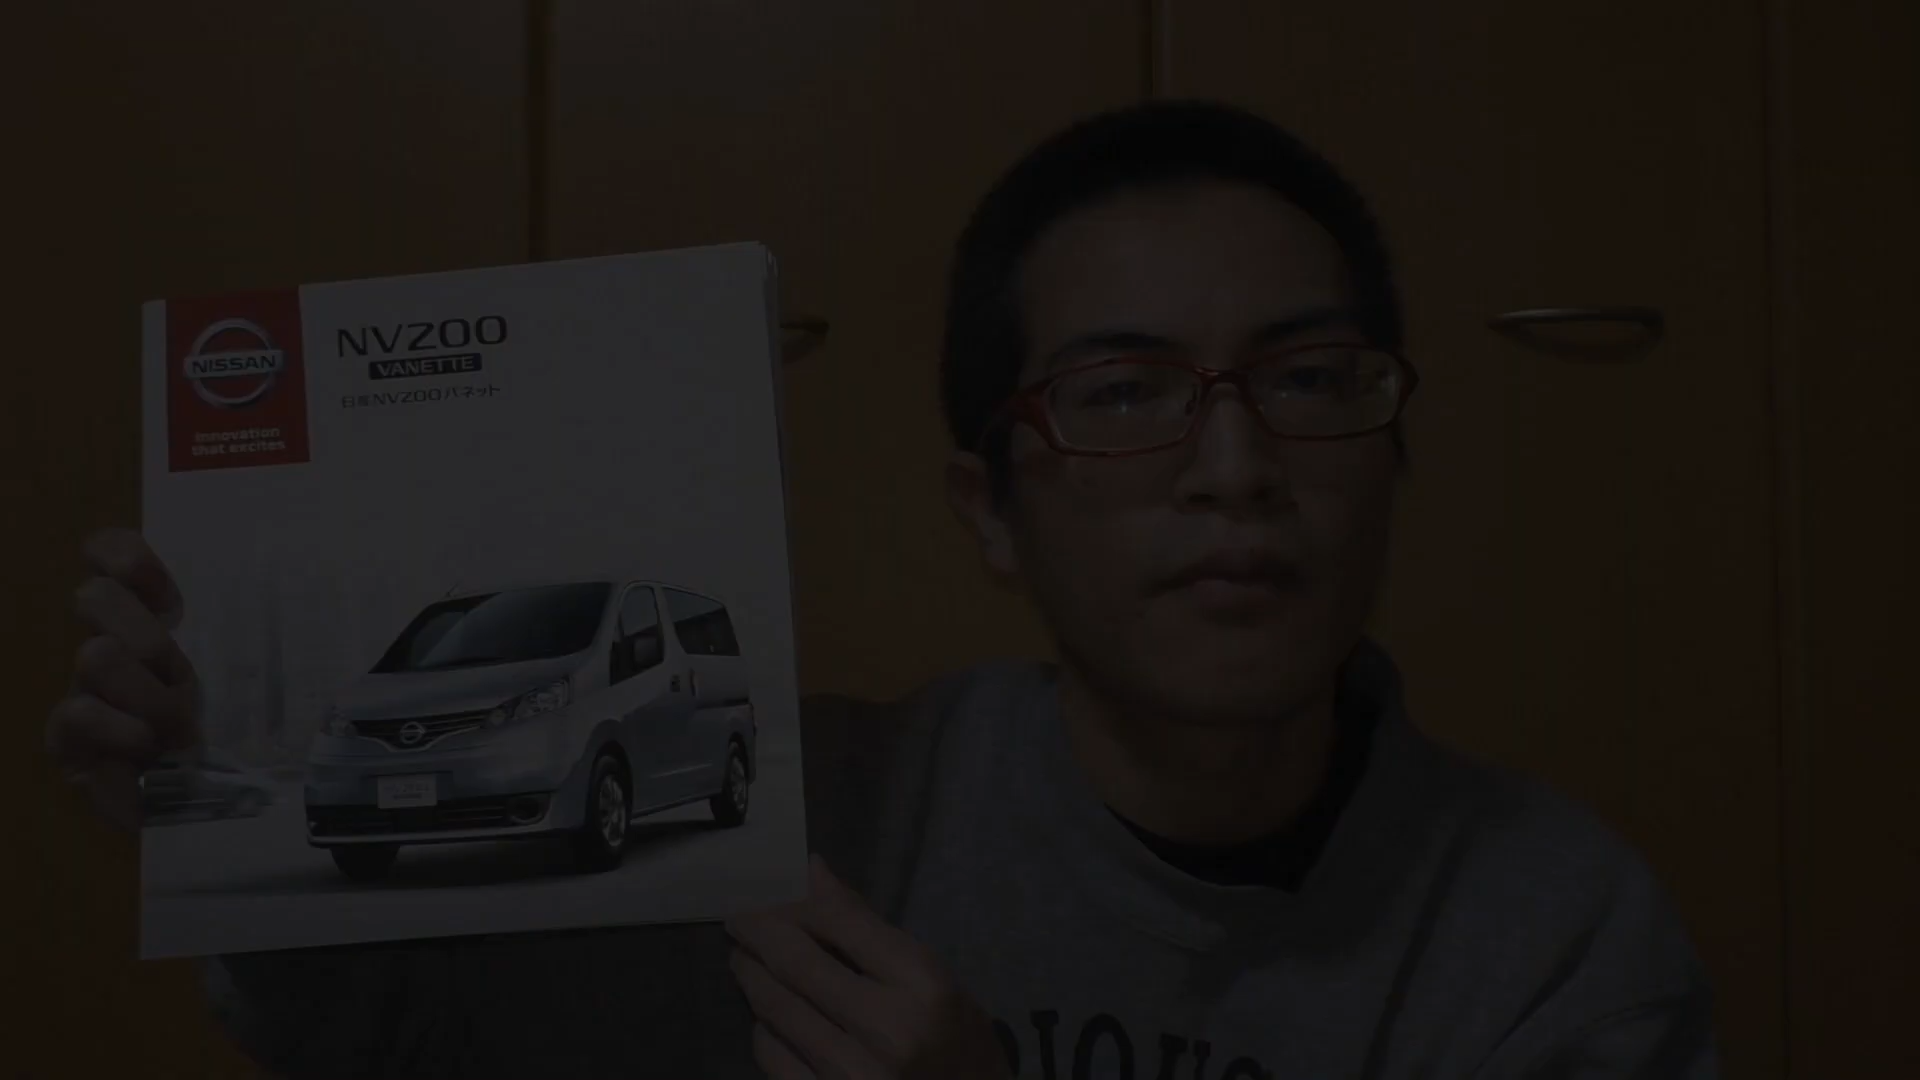 NISSAN
Innovation
that excites
NV200
VANETTE
日産NV200バネット